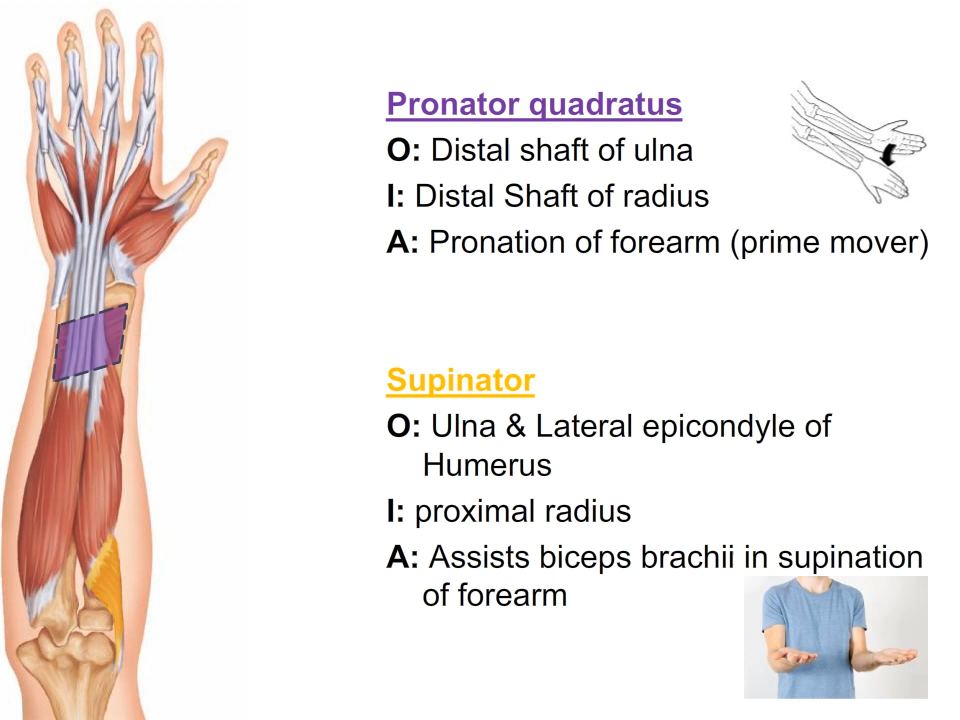 Pronator quadratus
O: Distal shaft of ulna
I: Distal Shaft of radius
A: Pronation of forearm (prime mover)
Supinator
O: Ulna & Lateral epicondyle of
Humerus
I: proximal radius
A: Assists biceps brachii in supination
of forearm